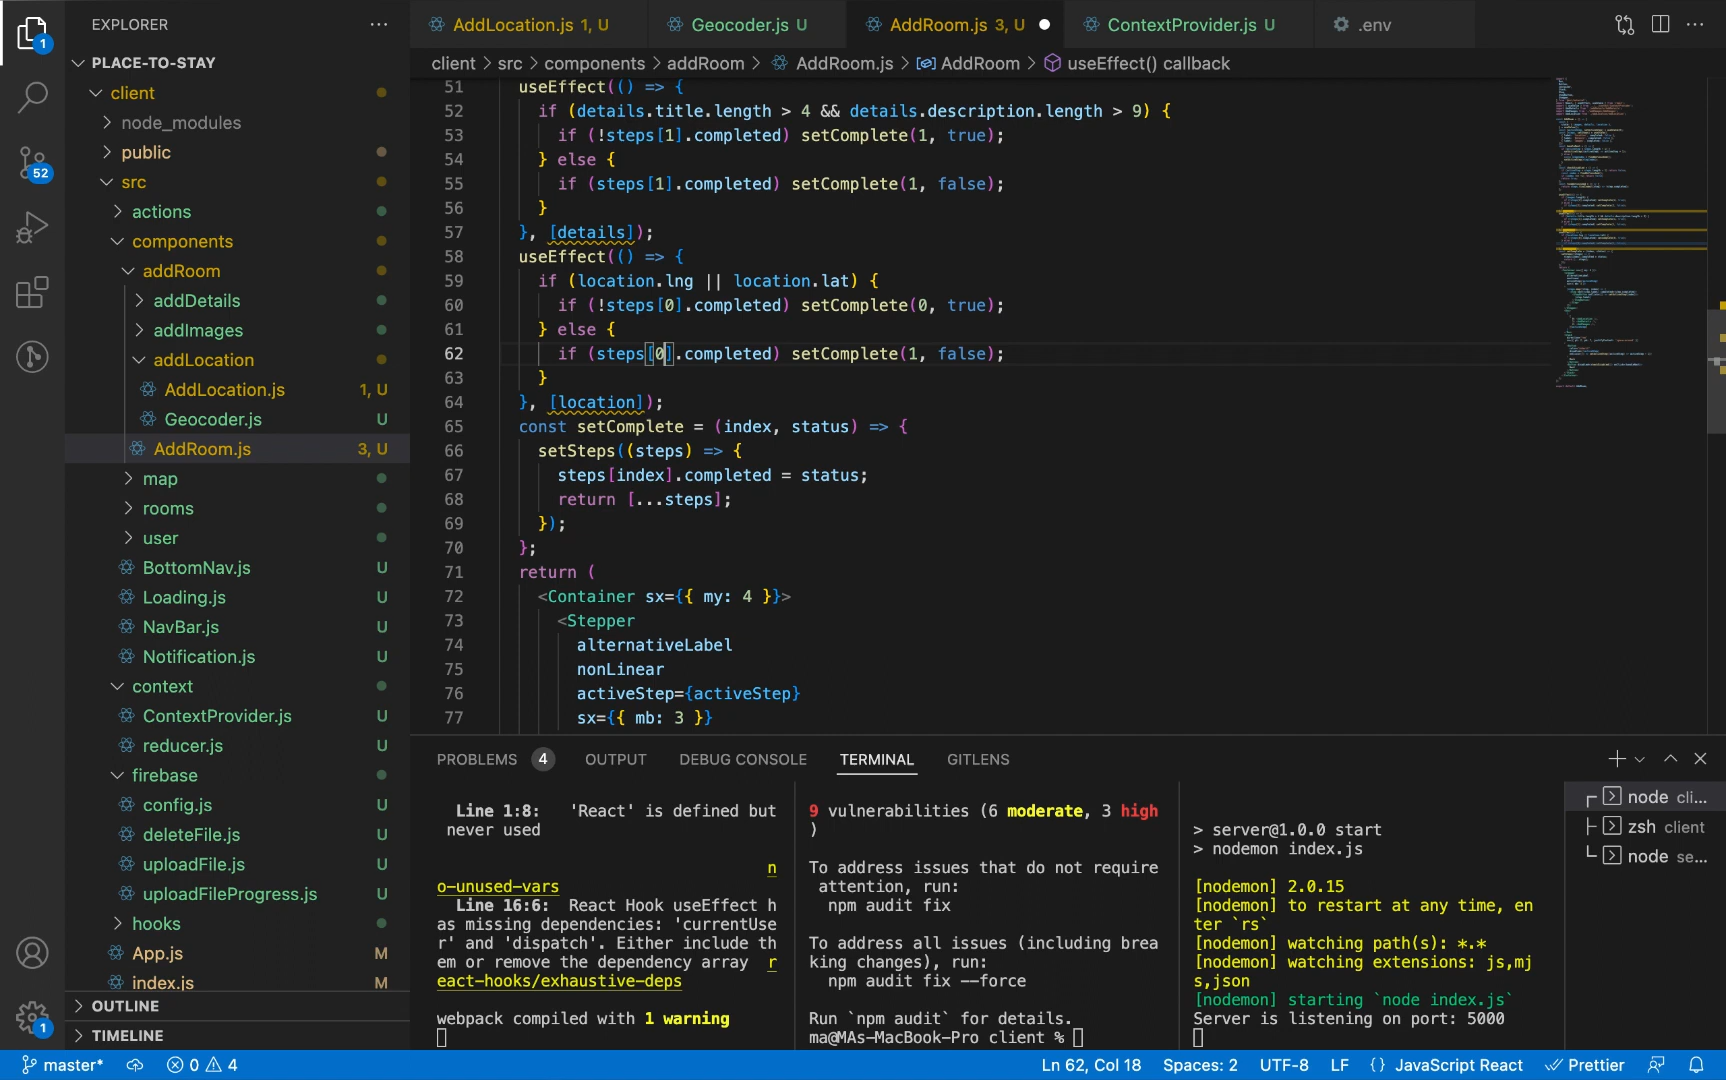 EXPLORER
PLACE-TO-STAY
client
node_modules
public
src
actions
components
addRoom
addDetails
addImages
addLocation
AddLocation.js 1, U
Geocoder.js U
AddRoom.js 3, U
map
rooms
user
BottomNav.js U
Loading.js U
NavBar.js U
Notification.js U
context
ContextProvider.js U
reducer.js U
firebase
config.js U
deleteFile.js U
uploadFile.js U
uploadFileProgress.js U
hooks
App.js M
index.js M
OUTLINE
TIMELINE
1
52
1
AddLocation.js 1, U
Geocoder.js U
AddRoom.js 3, U
ContextProvider.js U
.env
client > src > components > addRoom > AddRoom.js > AddRoom > useEffect() callback
51 useEffect(() => {
52 if (details.title.length > 4 && details.description.length > 9) {
53 if (!steps[1].completed) setComplete(1, true);
54 } else {
55 if (steps[1].completed) setComplete(1, false);
56 }
57 }, [details]);
58 useEffect(() => {
59 if (location.lng || location.lat) {
60 if (!steps[0].completed) setComplete(0, true);
61 } else {
62 if (steps[0].completed) setComplete(1, false);
63 }
64 }, [location]);
65 const setComplete = (index, status) => {
66 setSteps((steps) => {
67 steps[index].completed = status;
68 return [...steps];
69 });
70 };
71 return (
72 <Container sx={{ my: 4 }}>
73 <Stepper
74 alternativeLabel
75 nonLinear
76 activeStep={activeStep}
77 sx={{ mb: 3 }}
PROBLEMS 4 OUTPUT DEBUG CONSOLE TERMINAL GITLENS
Line 1:8: 'React' is defined but
never used
n
o-unused-vars
Line 16:6: React Hook useEffect h
as missing dependencies: 'currentUse
r' and 'dispatch'. Either include th
em or remove the dependency array r
eact-hooks/exhaustive-deps
webpack compiled with 1 warning
9 vulnerabilities (6 moderate, 3 high
)
To address issues that do not require
attention, run:
npm audit fix
To address all issues (including brea
king changes), run:
npm audit fix --force
Run `npm audit` for details.
ma@MAs-MacBook-Pro client %
> server@1.0.0 start
> nodemon index.js
[nodemon] 2.0.15
[nodemon] to restart at any time, en
ter `rs`
[nodemon] watching path(s): *.*
[nodemon] watching extensions: js,mj
s,json
[nodemon] starting `node index.js`
Server is listening on port: 5000
node cli...
zsh client
node se...
master* 0 4 Ln 62, Col 18 Spaces: 2 UTF-8 LF {} JavaScript React Prettier